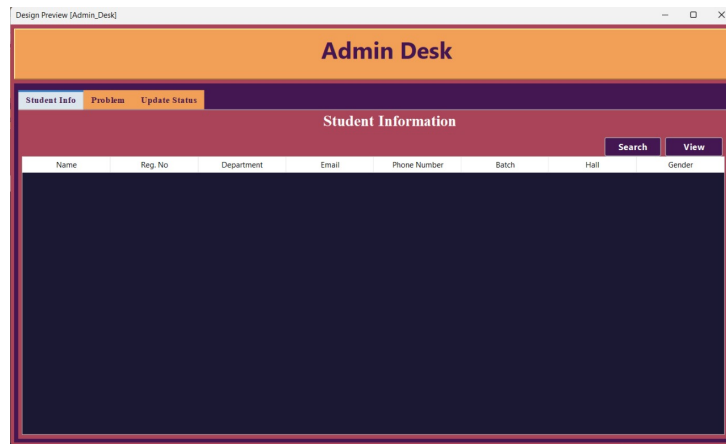 Design Preview [Admin_Desk]
Admin Desk
Student Info Problem Update Status
Student Information
Search View
Name Reg. No Department Email Phone Number Batch Hall Gender